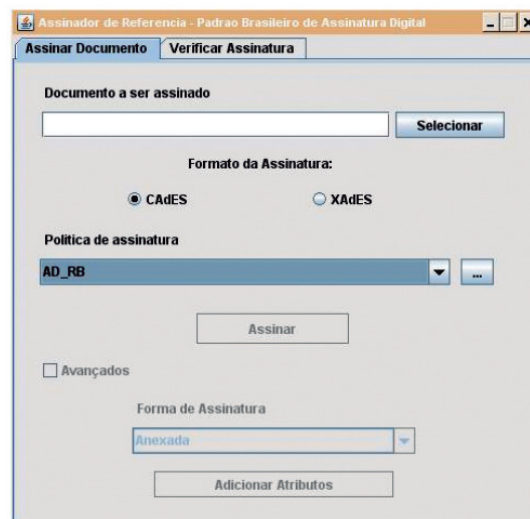 Assinador de Referencia - Padrao Brasileiro de Assinatura Digital
Assinar Documento Verificar Assinatura
Documento a ser assinado
Selecionar
Formato da Assinatura:
CAdES XAdES
Politica de assinatura
AD_RB ...
Assinar
Avançados
Forma de Assinatura
Anexada
Adicionar Atributos